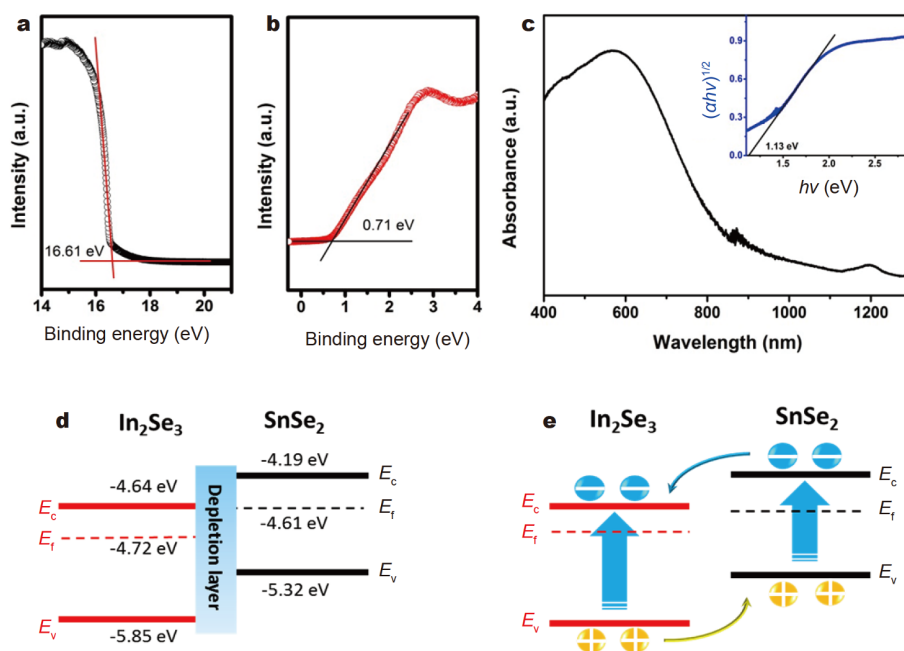 a
Intensity (a.u.)
16.61 eV
14 16 18 20
Binding energy (eV)
b
Intensity (a.u.)
0.71 eV
0 1 2 3 4
Binding energy (eV)
c
Absorbance (a.u.)
400 600 800 1000 1200
Wavelength (nm)
(αhν)1/2
0.9
0.6
0.3
0.0
1.13 eV
1.5 2.0 2.5
hν (eV)
d
In2Se3
SnSe2
-4.64 eV
-4.19 eV
Ec
Ec
Ef
Ef
-4.72 eV
-4.61 eV
Depletion layer
-5.32 eV
Ev
Ev
-5.85 eV
e
In2Se3
SnSe2
Ec
Ec
Ef
Ef
Ev
Ev